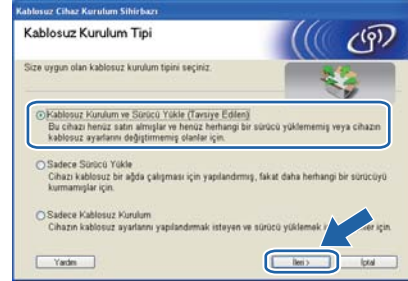 Kablosuz Cihaz Kurulum Sihirbazı
Kablosuz Kurulum Tipi
Size uygun olan kablosuz kurulum tipini seçiniz.
Kablosuz Kurulum ve Sürücü Yükle (Tavsiye Edilen)
Bu cihazı henüz satın almışlar ve henüz herhangi bir sürücü yüklememiş veya cihazın
kablosuz ayarlarını değiştirmemiş olanlar için.
Sadece Sürücü Yükle
Cihazı kablosuz bir ağda çalışması için yapılandırmış, fakat daha herhangi bir sürücüyü
kurmamışlar için.
Sadece Kablosuz Kurulum
Cihazın kablosuz ayarlarını yapılandırmak isteyen ve sürücü yüklemek için.
Yardım
İleri >
İptal